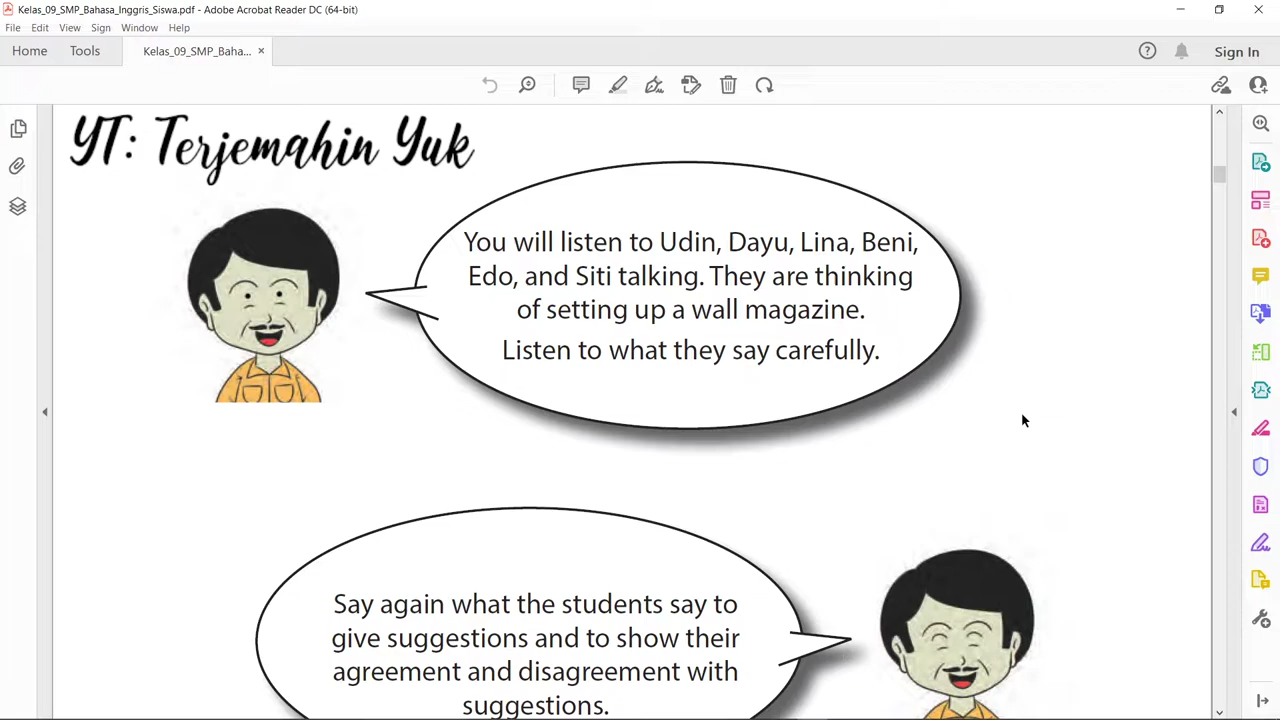 Kelas_09_SMP_Bahasa_Inggris_Siswa.pdf - Adobe Acrobat Reader DC (64-bit)
File Edit View Sign Window Help
Home Tools Kelas_09_SMP_Baha... × Sign In
YT: Terjemahin Yuk
You will listen to Udin, Dayu, Lina, Beni,
Edo, and Siti talking. They are thinking
of setting up a wall magazine.
Listen to what they say carefully.
Say again what the students say to
give suggestions and to show their
agreement and disagreement with
suggestions.